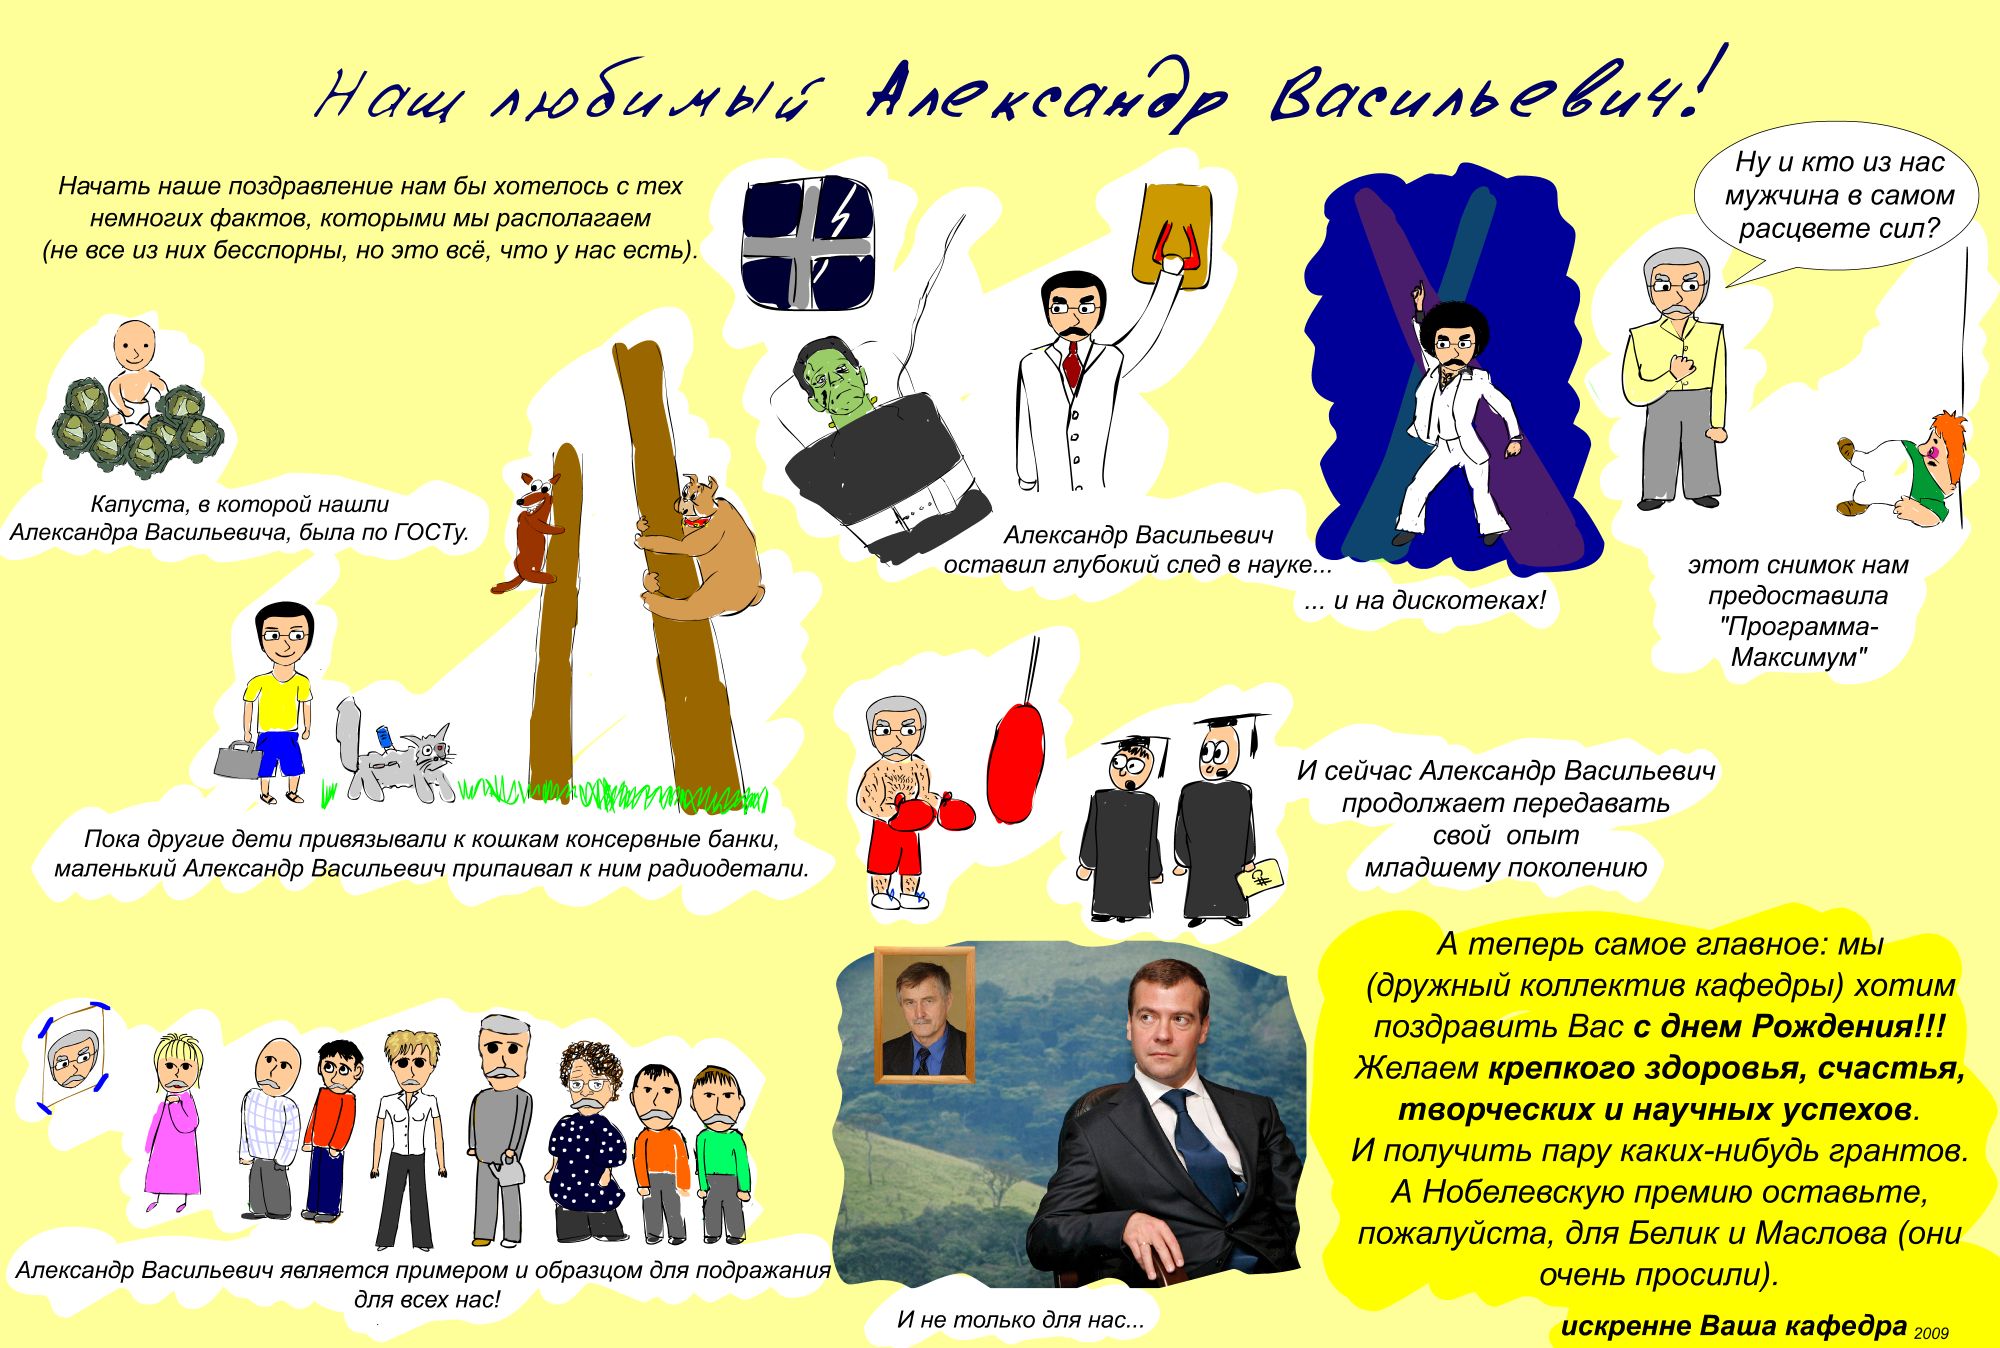 Наш любимый Александр Васильевич!
Начать наше поздравление нам бы хотелось с тех
немногих фактов, которыми мы располагаем
(не все из них бесспорны, но это всё, что у нас есть).
Капуста, в которой нашли
Александра Васильевича, была по ГОСТу.
Пока другие дети привязывали к кошкам консервные банки,
маленький Александр Васильевич припаивал к ним радиодетали.
Александр Васильевич
оставил глубокий след в науке...
... и на дискотеках!
Ну и кто из нас
мужчина в самом
расцвете сил?
этот снимок нам
предоставила
"Программа-
Максимум"
И сейчас Александр Васильевич
продолжает передавать
свой опыт
младшему поколению
C#
Александр Васильевич является примером и образцом для подражания
для всех нас!
И не только для нас...
А теперь самое главное: мы
(дружный коллектив кафедры) хотим
поздравить Вас с днем Рождения!!!
Желаем крепкого здоровья, счастья,
творческих и научных успехов.
И получить пару каких-нибудь грантов.
А Нобелевскую премию оставьте,
пожалуйста, для Белик и Маслова (они
очень просили).
искренне Ваша кафедра 2009